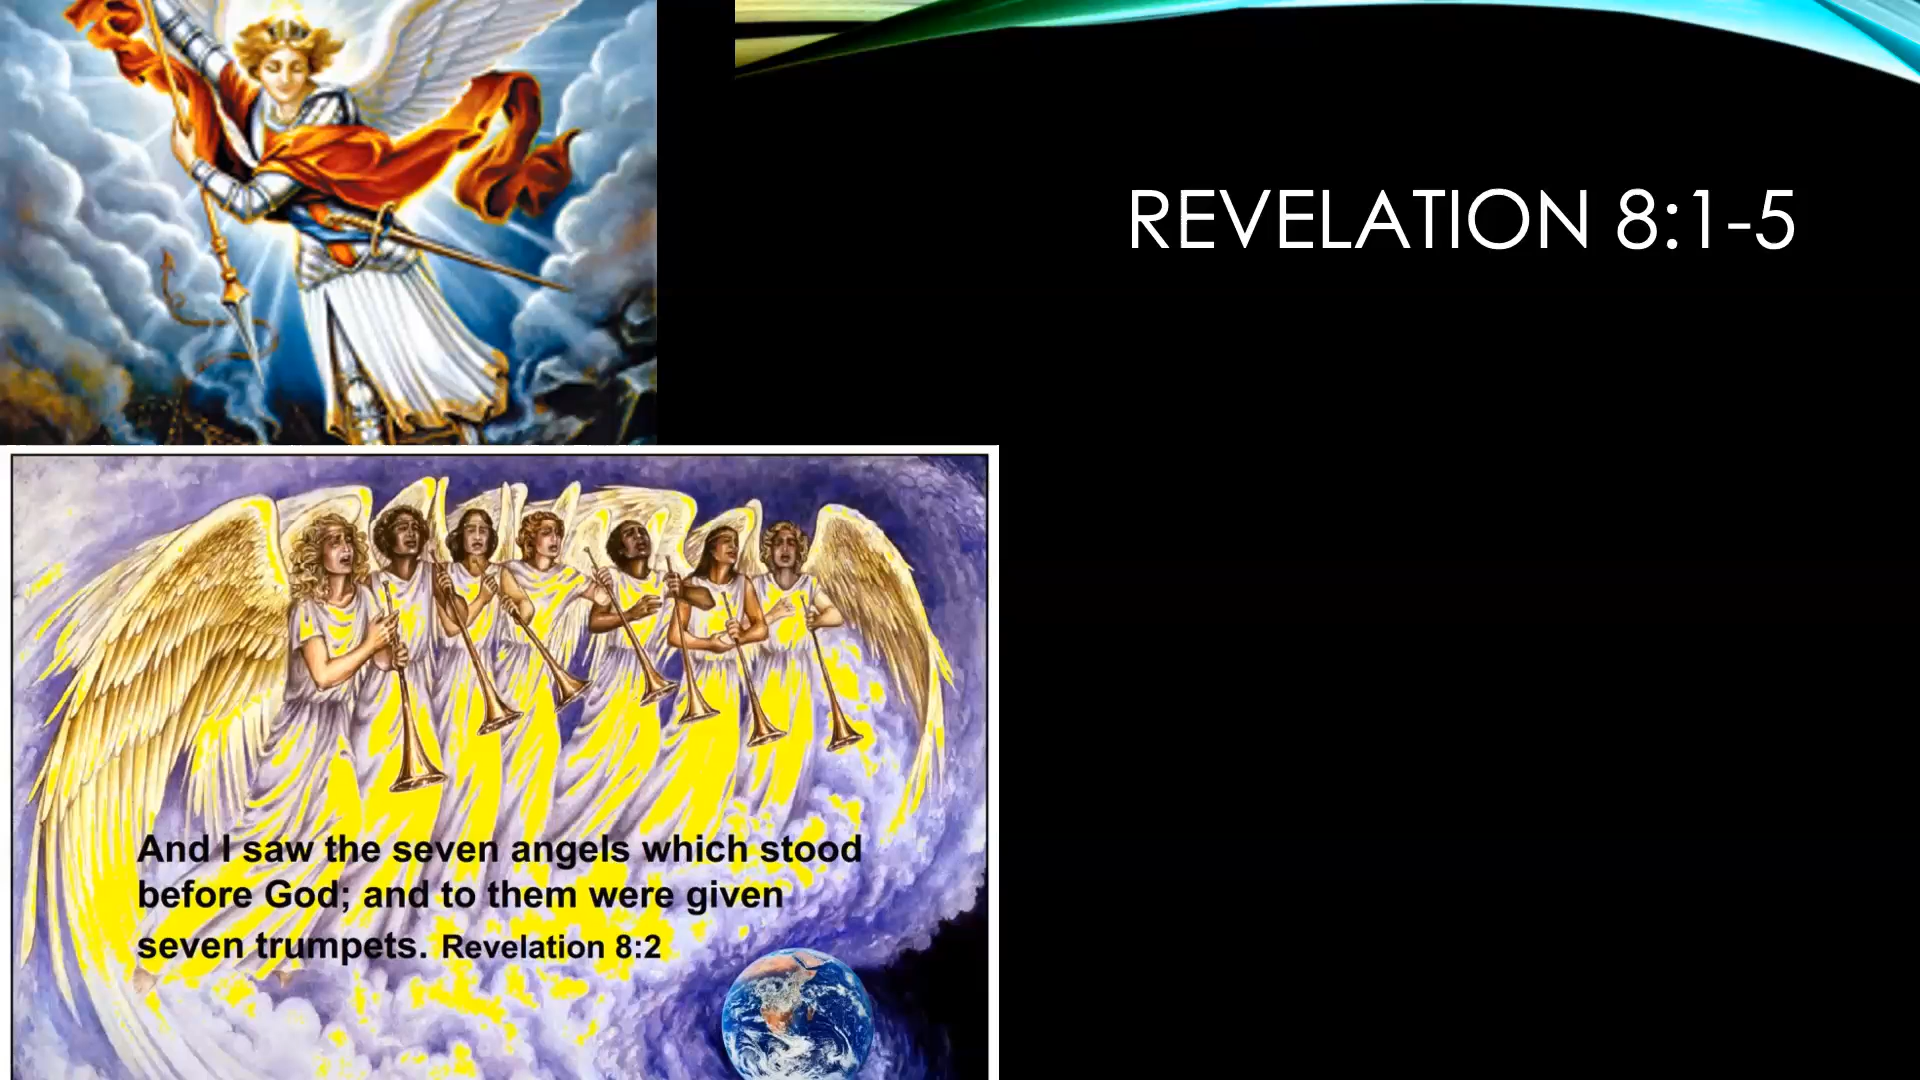 REVELATION 8:1-5
And I saw the seven angels which stood
before God; and to them were given
seven trumpets. Revelation 8:2